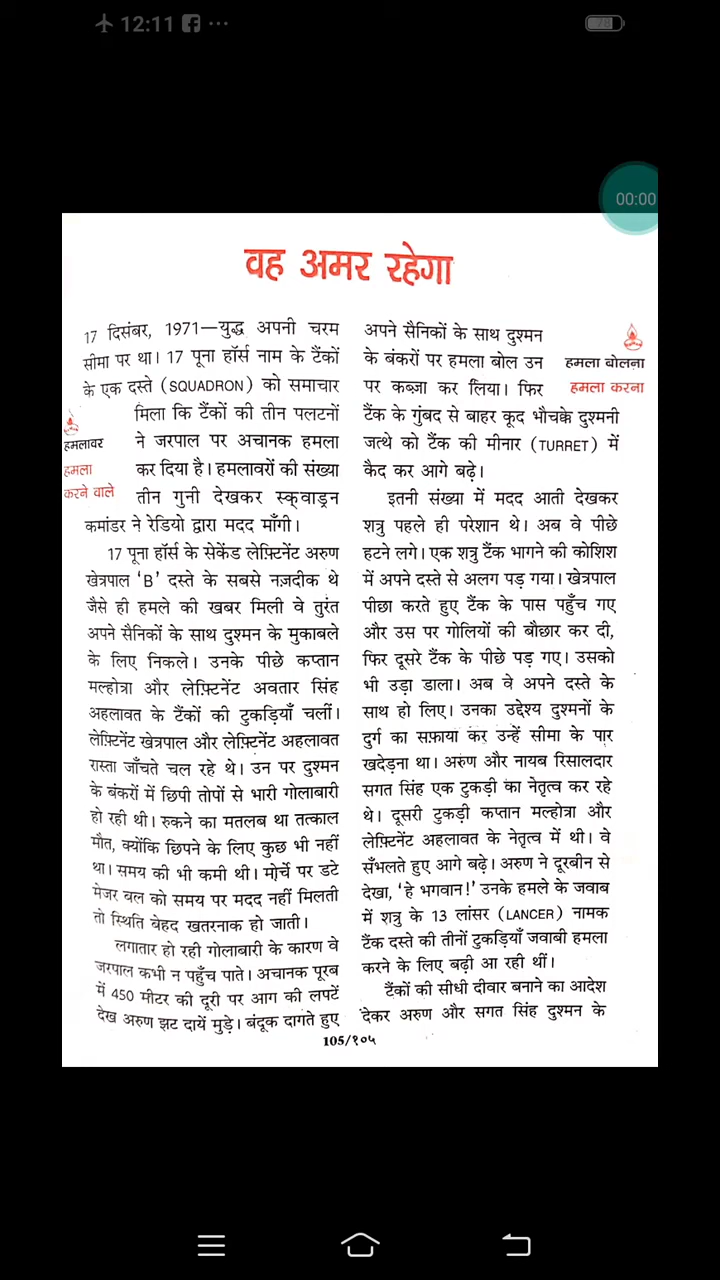 12:11
78
00:00
वह अमर रहेगा
17 दिसंबर, 1971—युद्ध अपनी चरम
सीमा पर था। 17 पूना हॉर्स नाम के टैंकों
के एक दस्ते (SQUADRON) को समाचार
मिला कि टैंकों की तीन पलटनों
ने जरपाल पर अचानक हमला
कर दिया है। हमलावरों की संख्या
तीन गुनी देखकर स्क्वाड्रन
कमांडर ने रेडियो द्वारा मदद माँगी।
हमलावर
हमला
करने वाले
17 पूना हॉर्स के सेकेंड लेफ़्टिनेंट अरुण
खेत्रपाल ‘B’ दस्ते के सबसे नज़दीक थे
जैसे ही हमले की खबर मिली वे तुरंत
अपने सैनिकों के साथ दुश्मन के मुकाबले
के लिए निकले। उनके पीछे कप्तान
मल्होत्रा और लेफ़्टिनेंट अवतार सिंह
अहलावत के टैंकों की टुकड़ियाँ चलीं।
लेफ़्टिनेंट खेत्रपाल और लेफ़्टिनेंट अहलावत
रास्ता जाँचते चल रहे थे। उन पर दुश्मन
के बंकरों में छिपी तोपों से भारी गोलाबारी
हो रही थी। रुकने का मतलब था तत्काल
मौत, क्योंकि छिपने के लिए कुछ भी नहीं
था। समय की भी कमी थी। मोर्चे पर डटे
मेजर बल को समय पर मदद नहीं मिलती
तो स्थिति बेहद खतरनाक हो जाती।
लगातार हो रही गोलाबारी के कारण वे
जरपाल कभी न पहुँच पाते। अचानक पूरब
में 450 मीटर की दूरी पर आग की लपटें
देख अरुण झट दायें मुड़े। बंदूक दागते हुए
अपने सैनिकों के साथ दुश्मन
के बंकरों पर हमला बोल उन
पर कब्ज़ा कर लिया। फिर
टैंक के गुंबद से बाहर कूद भौचक्के दुश्मनी
जत्थे को टैंक की मीनार (TURRET) में
कैद कर आगे बढ़े।
हमला बोलना
हमला करना
इतनी संख्या में मदद आती देखकर
शत्रु पहले ही परेशान थे। अब वे पीछे
हटने लगे। एक शत्रु टैंक भागने की कोशिश
में अपने दस्ते से अलग पड़ गया। खेत्रपाल
पीछा करते हुए टैंक के पास पहुँच गए
और उस पर गोलियों की बौछार कर दी,
फिर दूसरे टैंक के पीछे पड़ गए। उसको
भी उड़ा डाला। अब वे अपने दस्ते के
साथ हो लिए। उनका उद्देश्य दुश्मनों के
दुर्ग का सफ़ाया कर उन्हें सीमा के पार
खदेड़ना था। अरुण और नायब रिसालदार
सगत सिंह एक टुकड़ी का नेतृत्व कर रहे
थे। दूसरी टुकड़ी कप्तान मल्होत्रा और
लेफ़्टिनेंट अहलावत के नेतृत्व में थी। वे
सँभलते हुए आगे बढ़े। अरुण ने दूरबीन से
देखा, ‘हे भगवान!’ उनके हमले के जवाब
में शत्रु के 13 लांसर (LANCER) नामक
टैंक दस्ते की तीनों टुकड़ियाँ जवाबी हमला
करने के लिए बढ़ी आ रही थीं।
टैंकों की सीधी दीवार बनाने का आदेश
देकर अरुण और सगत सिंह दुश्मन के
105/१०५